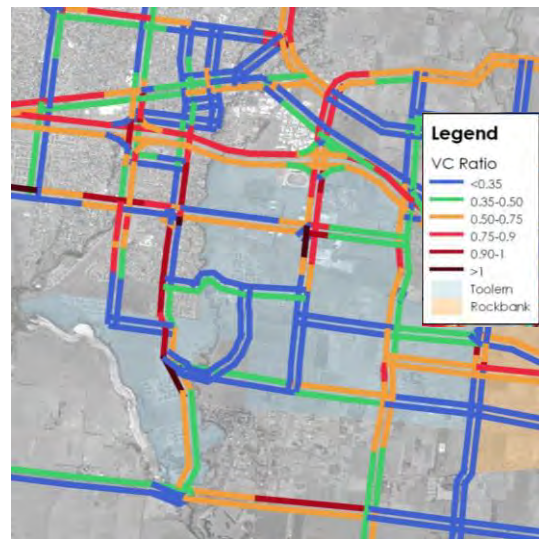 Legend
VC Ratio
<0.35
0.35-0.50
0.50-0.75
0.75-0.9
0.90-1
>1
Toolern
Rockbank